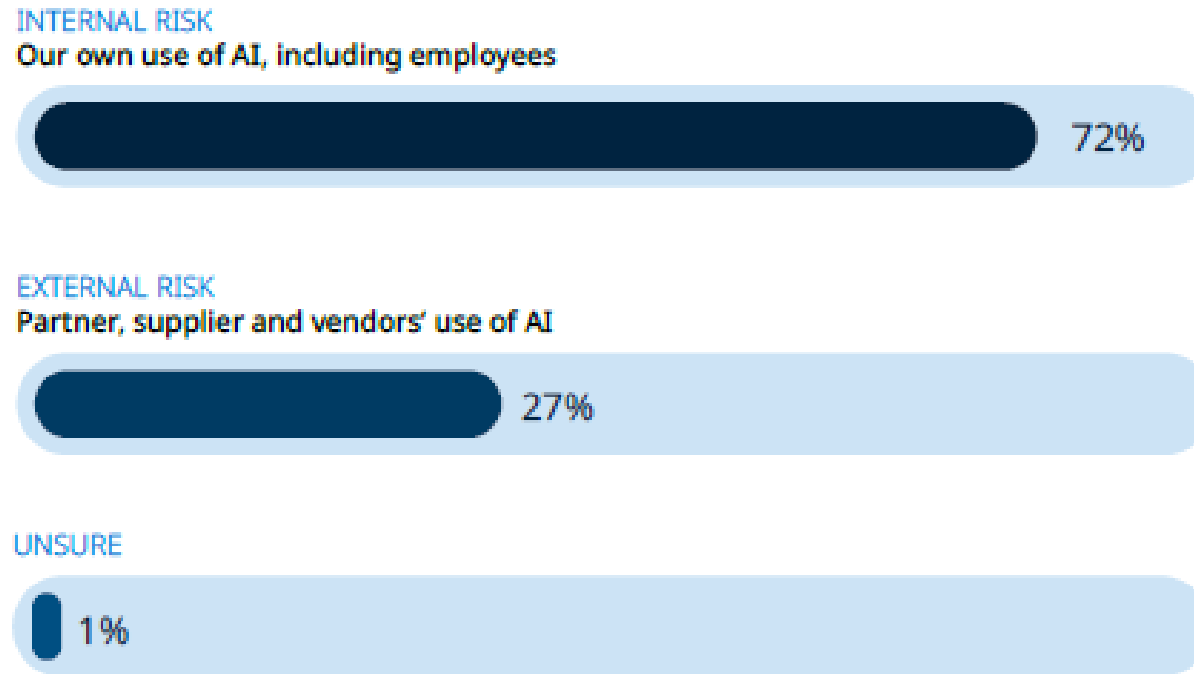 INTERNAL RISK
Our own use of AI, including employees
72%
EXTERNAL RISK
Partner, supplier and vendors’ use of AI
27%
UNSURE
1%